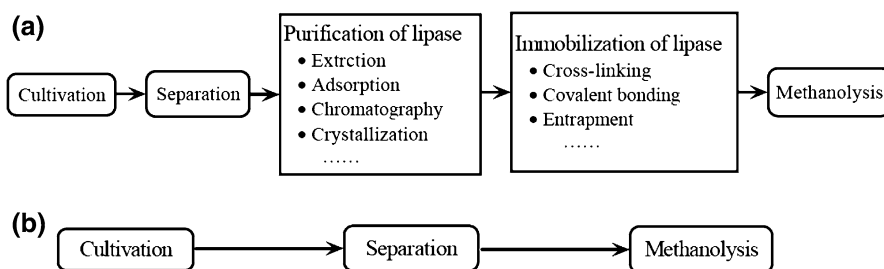 (a)
Cultivation
Separation
Purification of lipase
• Extrction
• Adsorption
• Chromatography
• Crystallization
......
Immobilization of lipase
• Cross-linking
• Covalent bonding
• Entrapment
......
Methanolysis
(b)
Cultivation
Separation
Methanolysis